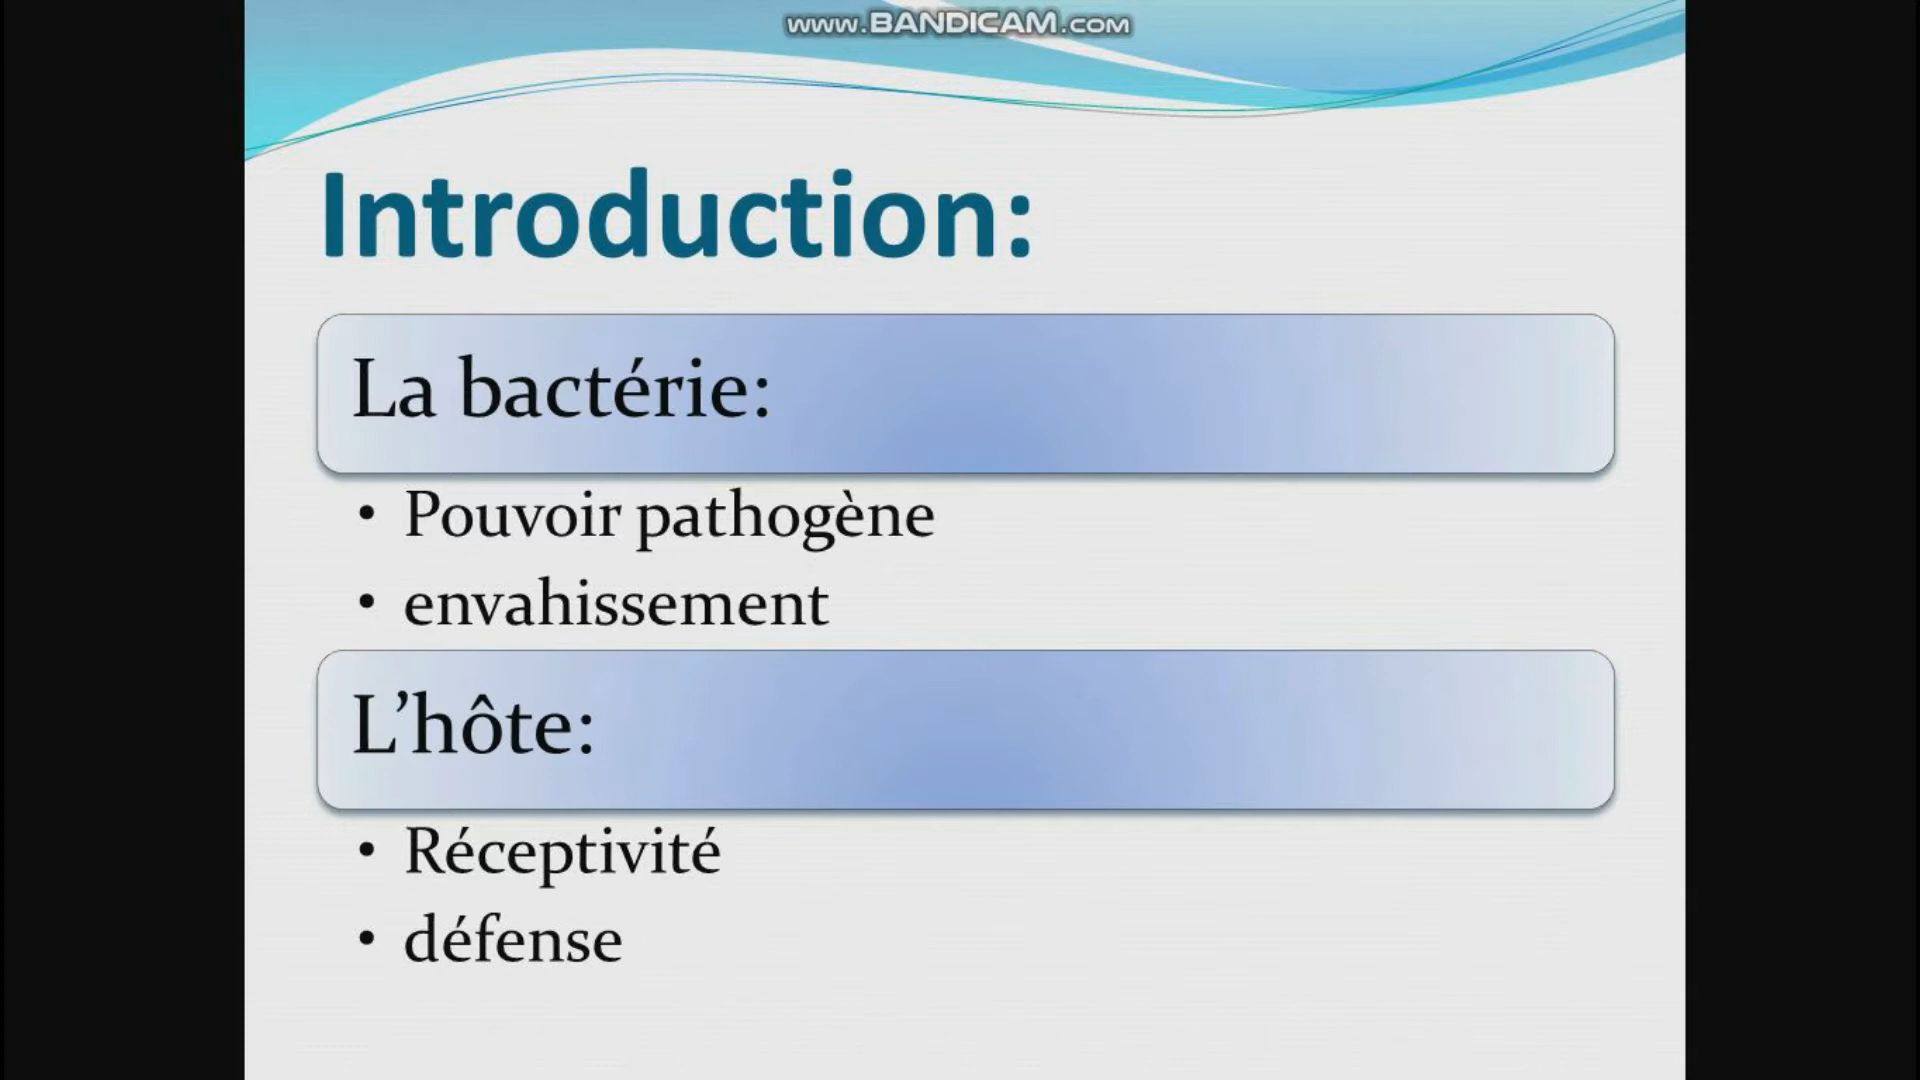 www.BANDICAM.com
Introduction:
La bactérie:
• Pouvoir pathogène
• envahissement
L’hôte:
• Réceptivité
• défense